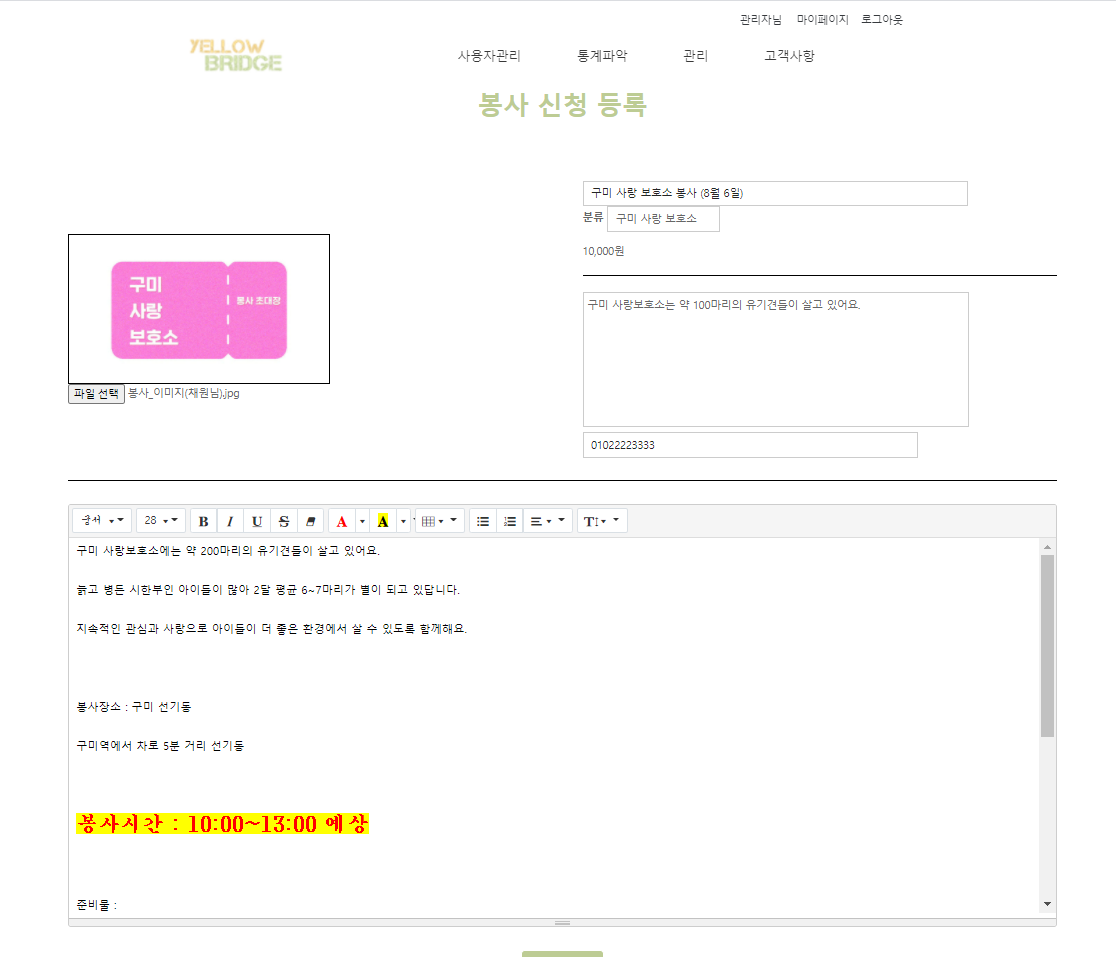 관리자님 마이페이지 로그아웃
YELLOW
BRIDGE
사용자관리 통계파악 관리 고객사항
봉사 신청 등록
구미 사랑 보호소 봉사 (8월 6일)
분류 구미 사랑 보호소
10,000원
구미
사랑
보호소
봉사 초대장
파일 선택 봉사_이미지(채원님).jpg
구미 사랑보호소는 약 100마리의 유기견들이 살고 있어요.
01022223333
궁서 28 B I U S A A T
구미 사랑보호소에는 약 200마리의 유기견들이 살고 있어요.
늙고 병든 시한부인 아이들이 많아 2달 평균 6~7마리가 별이 되고 있답니다.
지속적인 관심과 사랑으로 아이들이 더 좋은 환경에서 살 수 있도록 함께해요.
봉사장소 : 구미 선기동
구미역에서 차로 5분 거리 선기동
봉사시간 : 10:00~13:00 예상
준비물 :